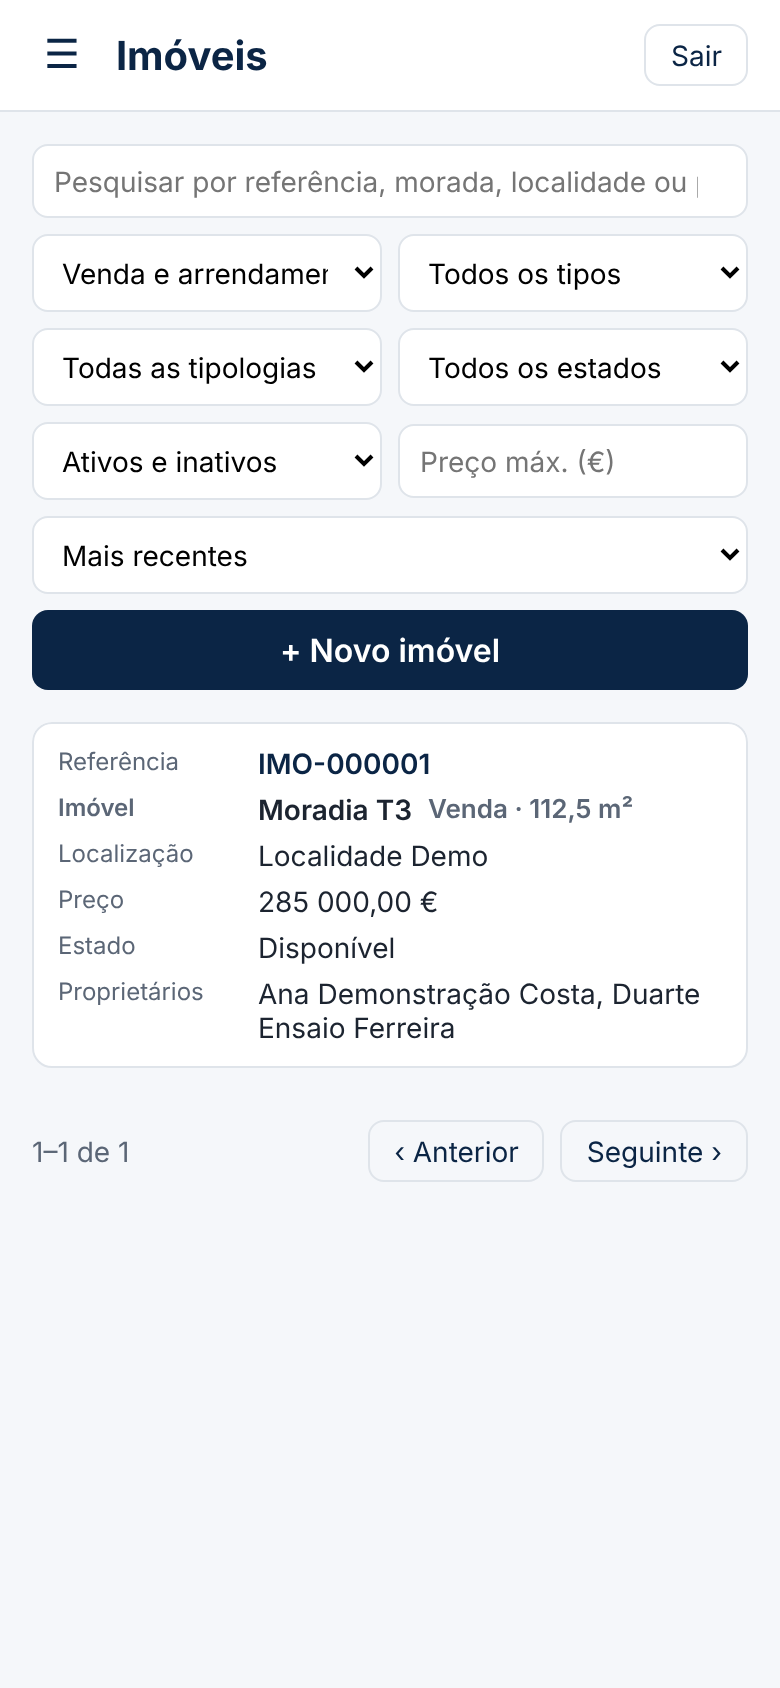 ☰ Imóveis Sair
Pesquisar por referência, morada, localidade ou
Venda e arrendamen Todos os tipos
Todas as tipologias Todos os estados
Ativos e inativos Preço máx. (€)
Mais recentes
+ Novo imóvel
Referência IMO-000001
Imóvel Moradia T3 Venda · 112,5 m²
Localização Localidade Demo
Preço 285 000,00 €
Estado Disponível
Proprietários Ana Demonstração Costa, Duarte
Ensaio Ferreira
1–1 de 1 ‹ Anterior Seguinte ›